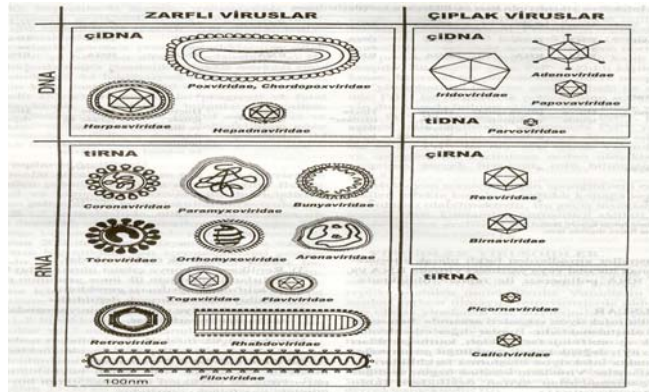 ZARFLI VİRUSLAR
ÇIPLAK VİRUSLAR
DNA
çiDNA
Poxviridae, Chordopoxviridae
Herpesviridae
Hepadnaviridae
çiDNA
Iridoviridae
Adenoviridae
Papovaviridae
tiDNA
Parvoviridae
RNA
tiRNA
Coronaviridae
Paramyxoviridae
Bunyaviridae
Toroviridae
Orthomyxoviridae
Arenaviridae
Togaviridae
Flaviviridae
Retroviridae
Rhabdoviridae
Filoviridae
100nm
çiRNA
Reoviridae
Birnaviridae
tiRNA
Picornaviridae
Caliciviridae